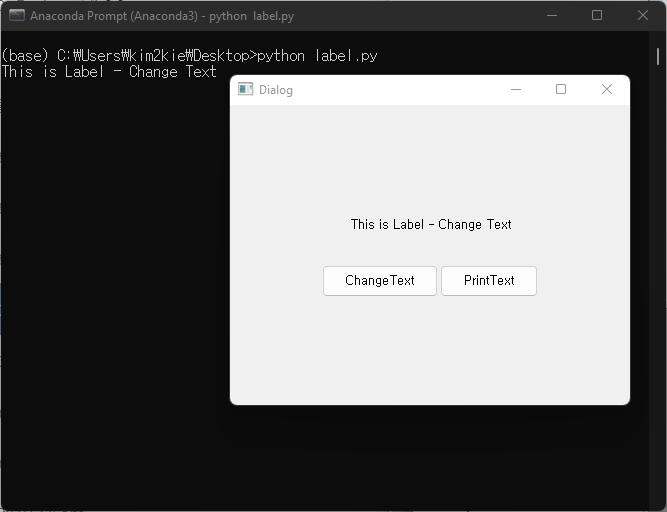 Anaconda Prompt (Anaconda3) - python  label.py
(base) C:₩Users₩kim2kie₩Desktop>python label.py
This is Label - Change Text
Dialog
This is Label - Change Text
ChangeText
PrintText